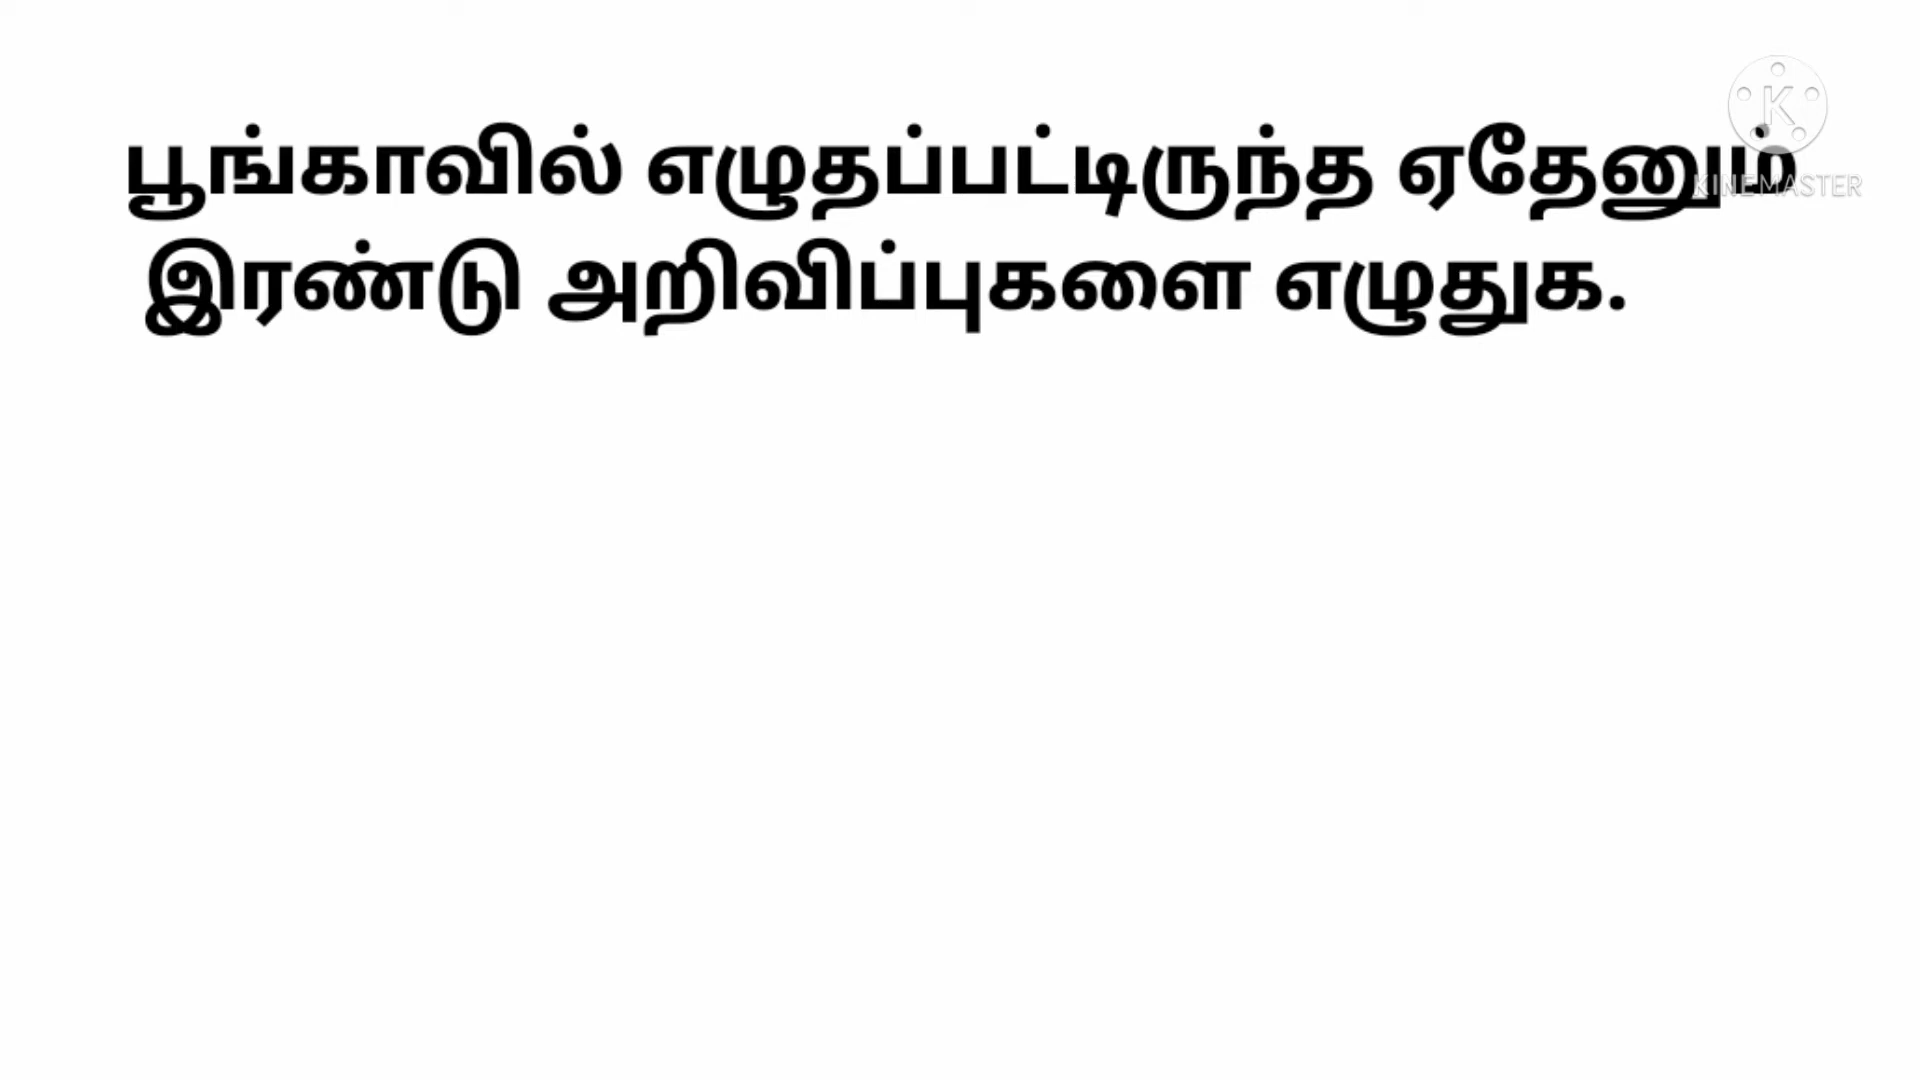 பூங்காவில் எழுதப்பட்டிருந்த ஏதேனும்
இரண்டு அறிவிப்புகளை எழுதுக.
K
KINEMASTER